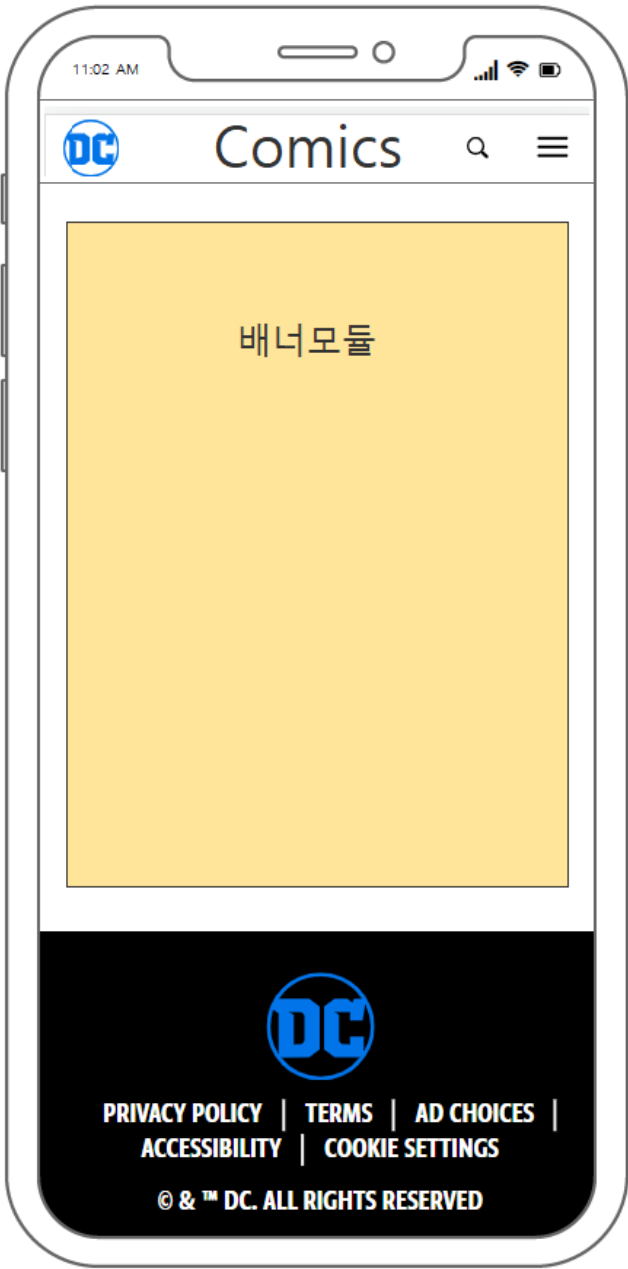 11:02 AM
DC Comics
배너모듈
DC
PRIVACY POLICY | TERMS | AD CHOICES |
ACCESSIBILITY | COOKIE SETTINGS
© & ™ DC. ALL RIGHTS RESERVED